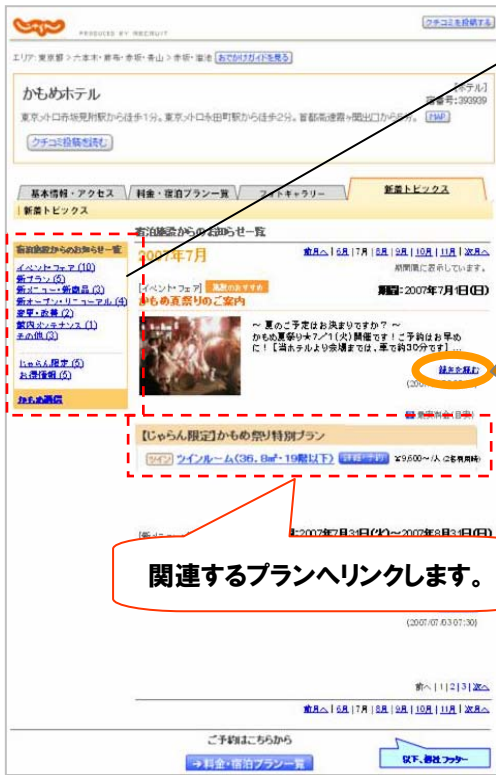 PRODUCED BY RECRUIT
クチコミを投稿する
エリア:東京都 > 六本木・麻布・赤坂・青山 > 赤坂・溜池 おでかけガイドを見る
かもめホテル
[ホテル]
宿番号:393939
東京メトロ赤坂見附駅から徒歩1分。東京メトロ永田町駅から徒歩2分。首都高速霞ヶ関出口から5分。 MAP
クチコミ投稿を読む
基本情報・アクセス
料金・宿泊プラン一覧
フォトギャラリー
新着トピックス
新着トピックス
宿泊施設からのお知らせ一覧
宿泊施設からのお知らせ一覧
イベント・フェア (10)
新プラン (5)
新メニュー・新商品 (3)
新オープン・リニューアル (4)
変更・改善 (2)
館内メンテナンス (1)
その他 (3)
じゃらん限定 (5)
お得情報 (5)
かもめ通信
2007年7月
前月へ | 6月 | 7月 | 8月 | 9月 | 10月 | 11月 | 次月へ
期間順に表示しています。
[イベント・フェア]
かもめ夏祭りのご案内
期間:2007年7月1日(日)
~ 夏のご予定はお決まりですか? ~
かもめ夏祭り★7/1(火)開催です!ご予約はお早め
に! 【当ホテルより会場までは、車で約30分です】...
続きを読む
【じゃらん限定】かもめ祭り特別プラン
ツイン ツインルーム(36.8㎡・19階以下) 詳細・予約 ¥9,600~/人 (2名利用時)
2007年7月31日(火)~2007年8月31日(日)
関連するプランへリンクします。
(2007/07/03 07:30)
前へ | 1 | 2 | 3 | 次へ
前月へ | 6月 | 7月 | 8月 | 9月 | 10月 | 11月 | 次月へ
ご予約はこちらから
→料金・宿泊プラン一覧
以下、御社フッター